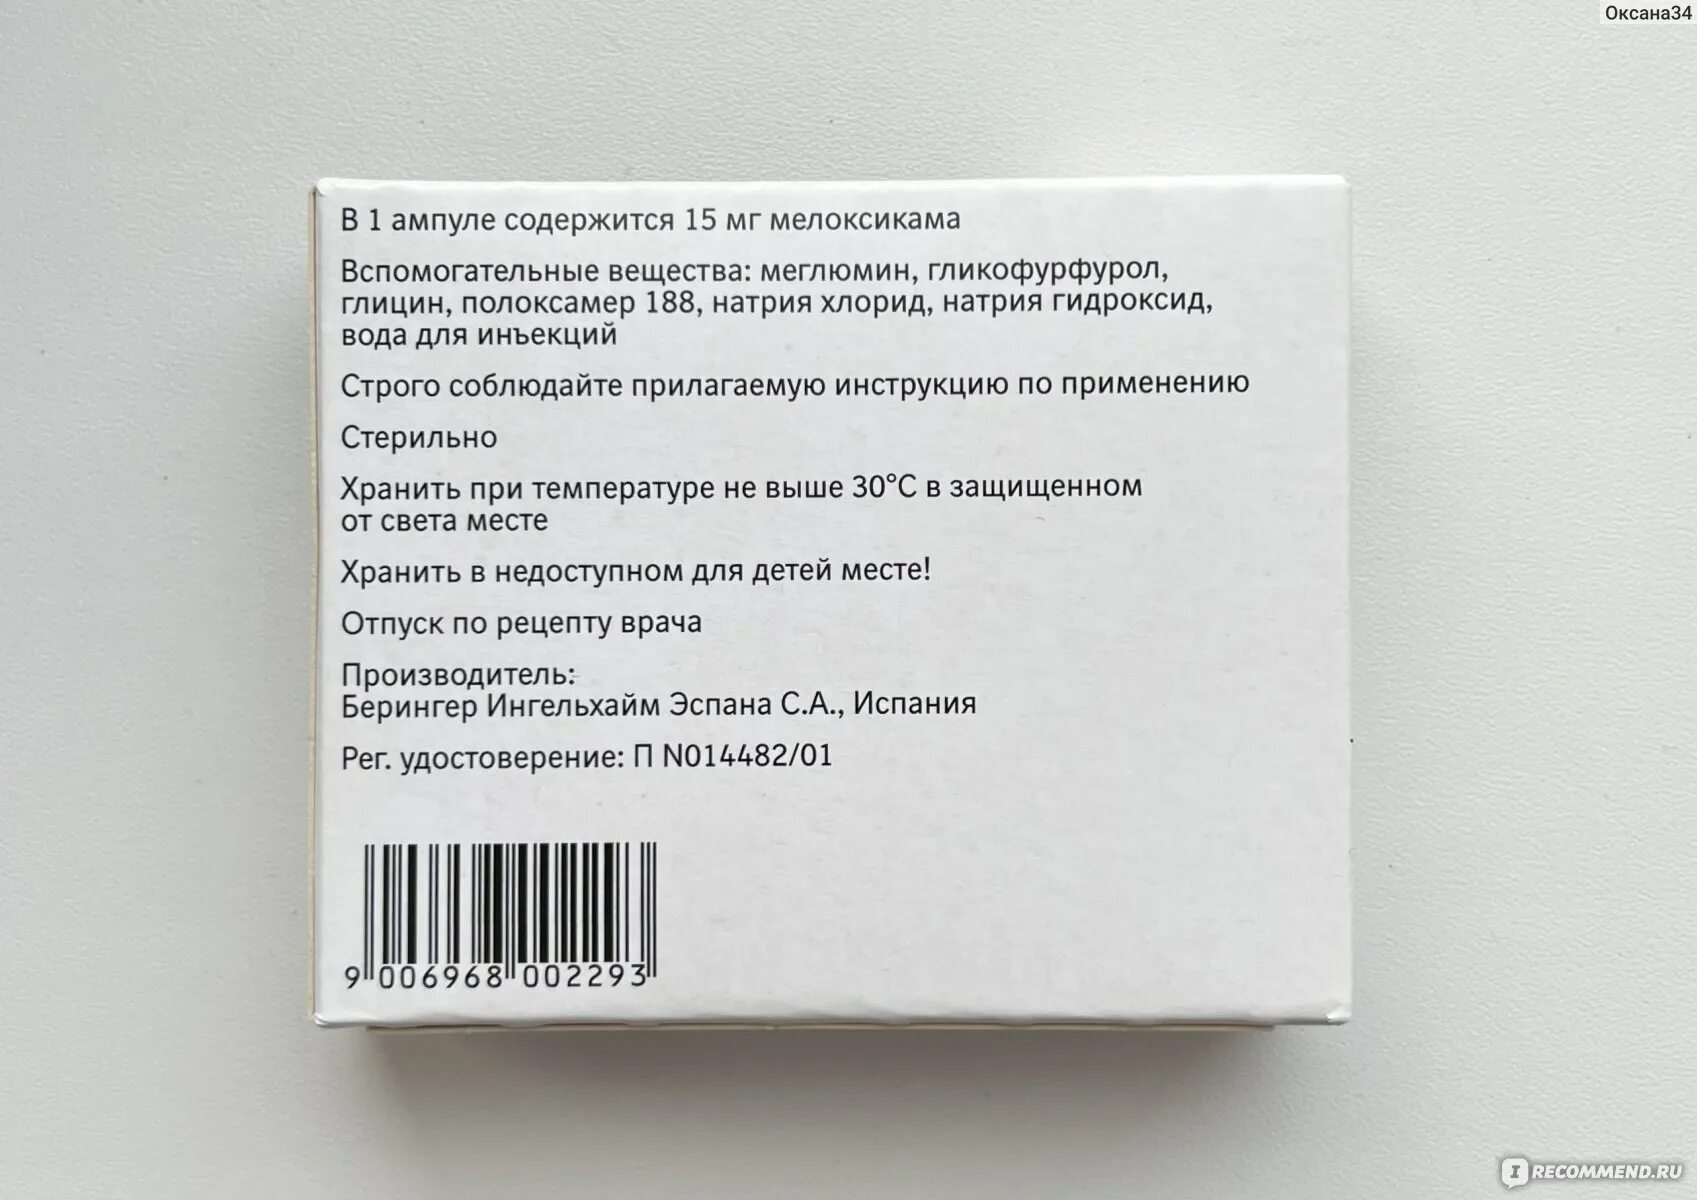 Оксана34
В 1 ампуле содержится 15 мг мелоксикама
Вспомогательные вещества: меглюмин, гликофурфурол,
глицин, полоксамер 188, натрия хлорид, натрия гидроксид,
вода для инъекций
Строго соблюдайте прилагаемую инструкцию по применению
Стерильно
Хранить при температуре не выше 30°С в защищенном
от света месте
Хранить в недоступном для детей месте!
Отпуск по рецепту врача
Производитель:
Берингер Ингельхайм Эспана С.А., Испания
Рег. удостоверение: П N014482/01
9 006968 002293
IRECOMMEND.RU